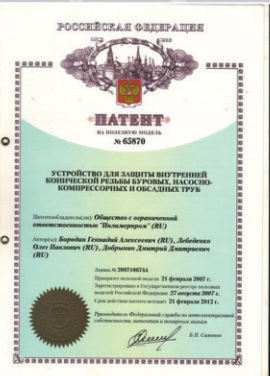 РОССИЙСКАЯ ФЕДЕРАЦИЯ
ПАТЕНТ
НА ПОЛЕЗНУЮ МОДЕЛЬ
№ 65870
УСТРОЙСТВО ДЛЯ ЗАЩИТЫ ВНУТРЕННЕЙ
КОНИЧЕСКОЙ РЕЗЬБЫ БУРОВЫХ, НАСОСНО-
КОМПРЕССОРНЫХ И ОБСАДНЫХ ТРУБ
Патентообладатель(ли): Общество с ограниченной
ответственностью "Полимерпром" (RU)
Автор(ы): Бородин Геннадий Алексеевич (RU), Лебеденко
Олег Павлович (RU), Добрынин Дмитрий Дмитриевич
(RU)
Заявка № 2007106744
Приоритет полезной модели 21 февраля 2007 г.
Зарегистрировано в Государственном реестре полезных
моделей Российской Федерации 27 августа 2007 г.
Срок действия патента истекает 21 февраля 2012 г.
Руководитель Федеральной службы по интеллектуальной
собственности, патентам и товарным знакам
Б.П. Симонов